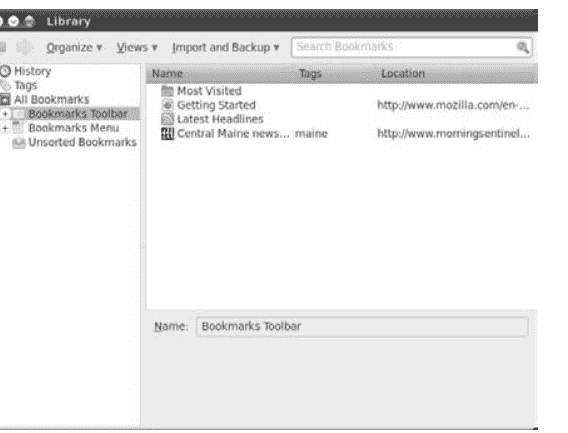 Library
Organize ▾ Views ▾ Import and Backup ▾ Search Bookmarks
History
Tags
All Bookmarks
Bookmarks Toolbar
Bookmarks Menu
Unsorted Bookmarks
Name Tags Location
Most Visited
Getting Started http://www.mozilla.com/en-...
Latest Headlines
Central Maine news... maine http://www.morningsentinel...
Name: Bookmarks Toolbar